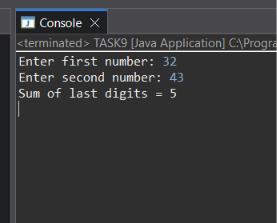 Console
<terminated> TASK9 [Java Application] C:\Progra
Enter first number: 32
Enter second number: 43
Sum of last digits = 5